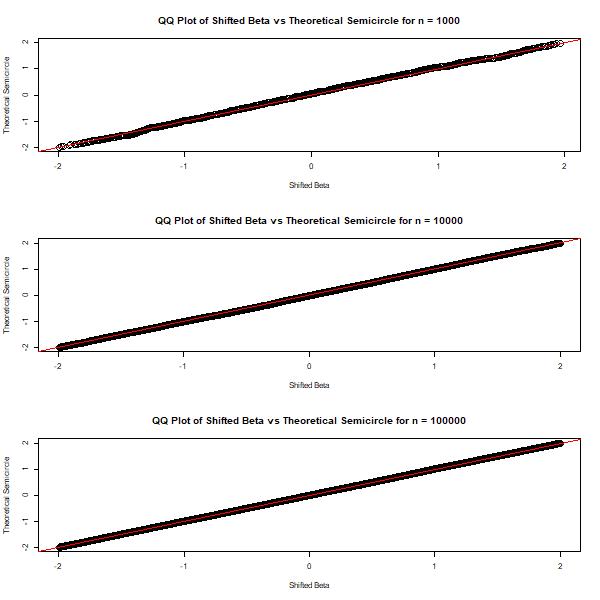 QQ Plot of Shifted Beta vs Theoretical Semicircle for n = 1000
Theoretical Semicircle
2
1
0
-1
-2
-2 -1 0 1 2
Shifted Beta
QQ Plot of Shifted Beta vs Theoretical Semicircle for n = 10000
Theoretical Semicircle
2
1
0
-1
-2
-2 -1 0 1 2
Shifted Beta
QQ Plot of Shifted Beta vs Theoretical Semicircle for n = 100000
Theoretical Semicircle
2
1
0
-1
-2
-2 -1 0 1 2
Shifted Beta